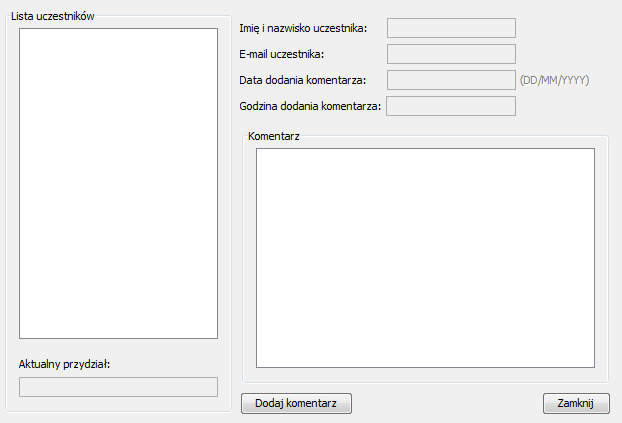 Lista uczestników
Aktualny przydział:
Imię i nazwisko uczestnika:
E-mail uczestnika:
Data dodania komentarza: (DD/MM/YYYY)
Godzina dodania komentarza:
Komentarz
Dodaj komentarz
Zamknij